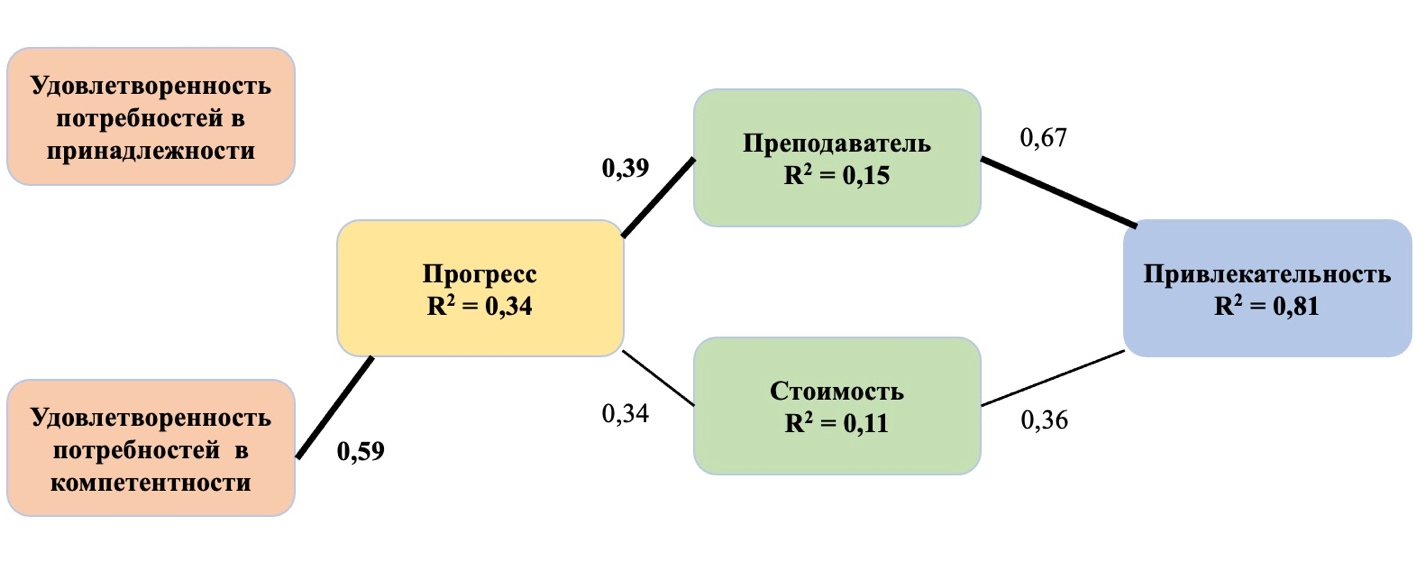 Удовлетворенность
потребностей в
принадлежности
Удовлетворенность
потребностей в
компетентности
0,59
Прогресс
R² = 0,34
0,39
0,34
Преподаватель
R² = 0,15
Стоимость
R² = 0,11
0,67
0,36
Привлекательность
R² = 0,81